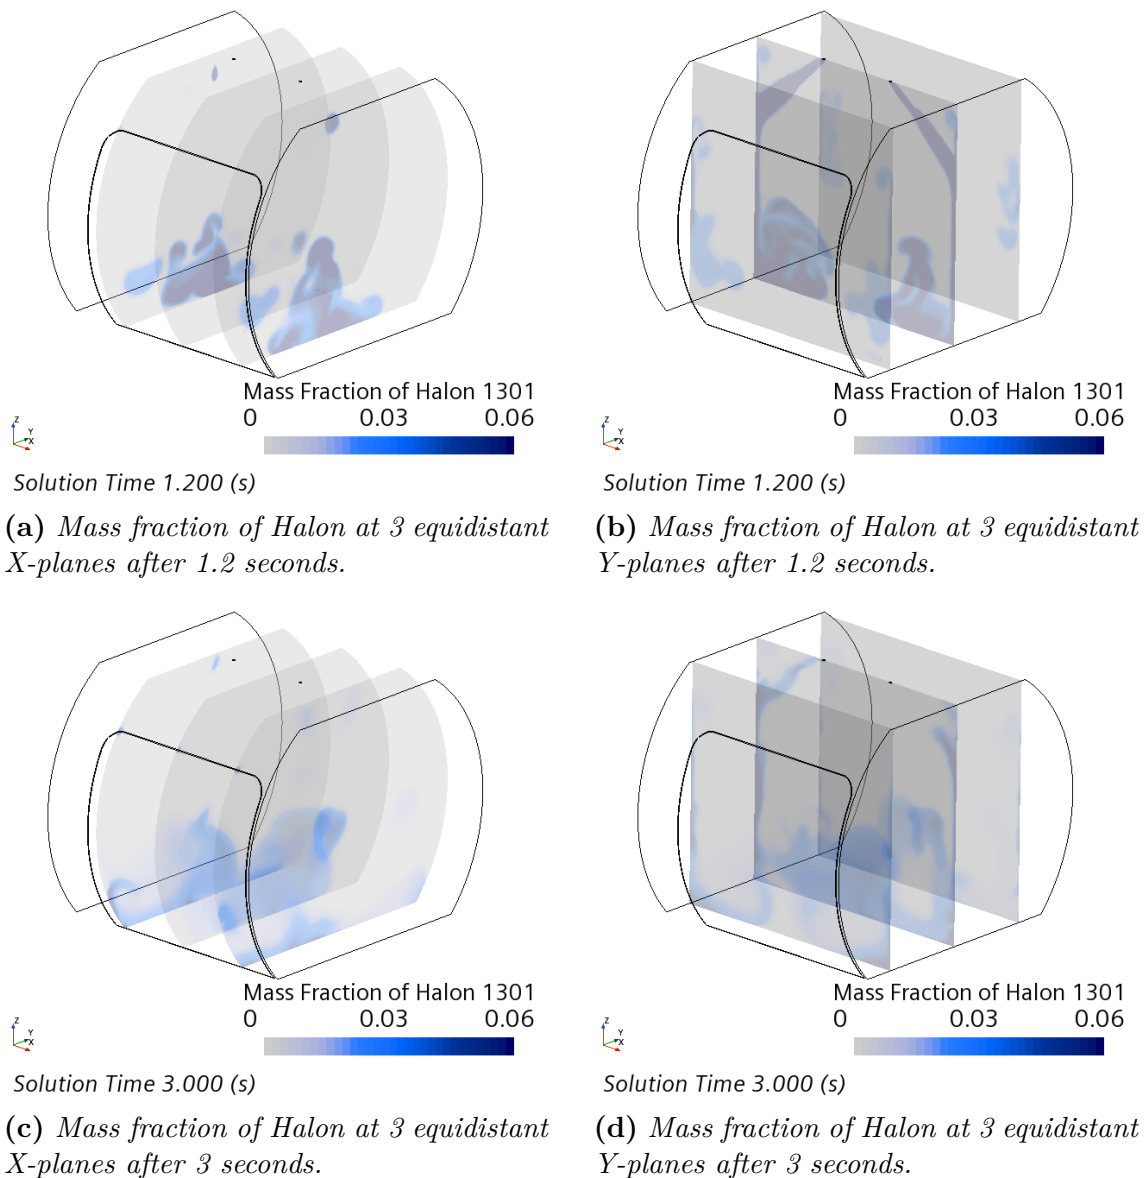 Mass Fraction of Halon 1301
0 0.03 0.06
Z
Y
X
Solution Time 1.200 (s)
(a) Mass fraction of Halon at 3 equidistant
X-planes after 1.2 seconds.
Mass Fraction of Halon 1301
0 0.03 0.06
Z
Y
X
Solution Time 1.200 (s)
(b) Mass fraction of Halon at 3 equidistant
Y-planes after 1.2 seconds.
Mass Fraction of Halon 1301
0 0.03 0.06
Z
Y
X
Solution Time 3.000 (s)
(c) Mass fraction of Halon at 3 equidistant
X-planes after 3 seconds.
Mass Fraction of Halon 1301
0 0.03 0.06
Z
Y
X
Solution Time 3.000 (s)
(d) Mass fraction of Halon at 3 equidistant
Y-planes after 3 seconds.